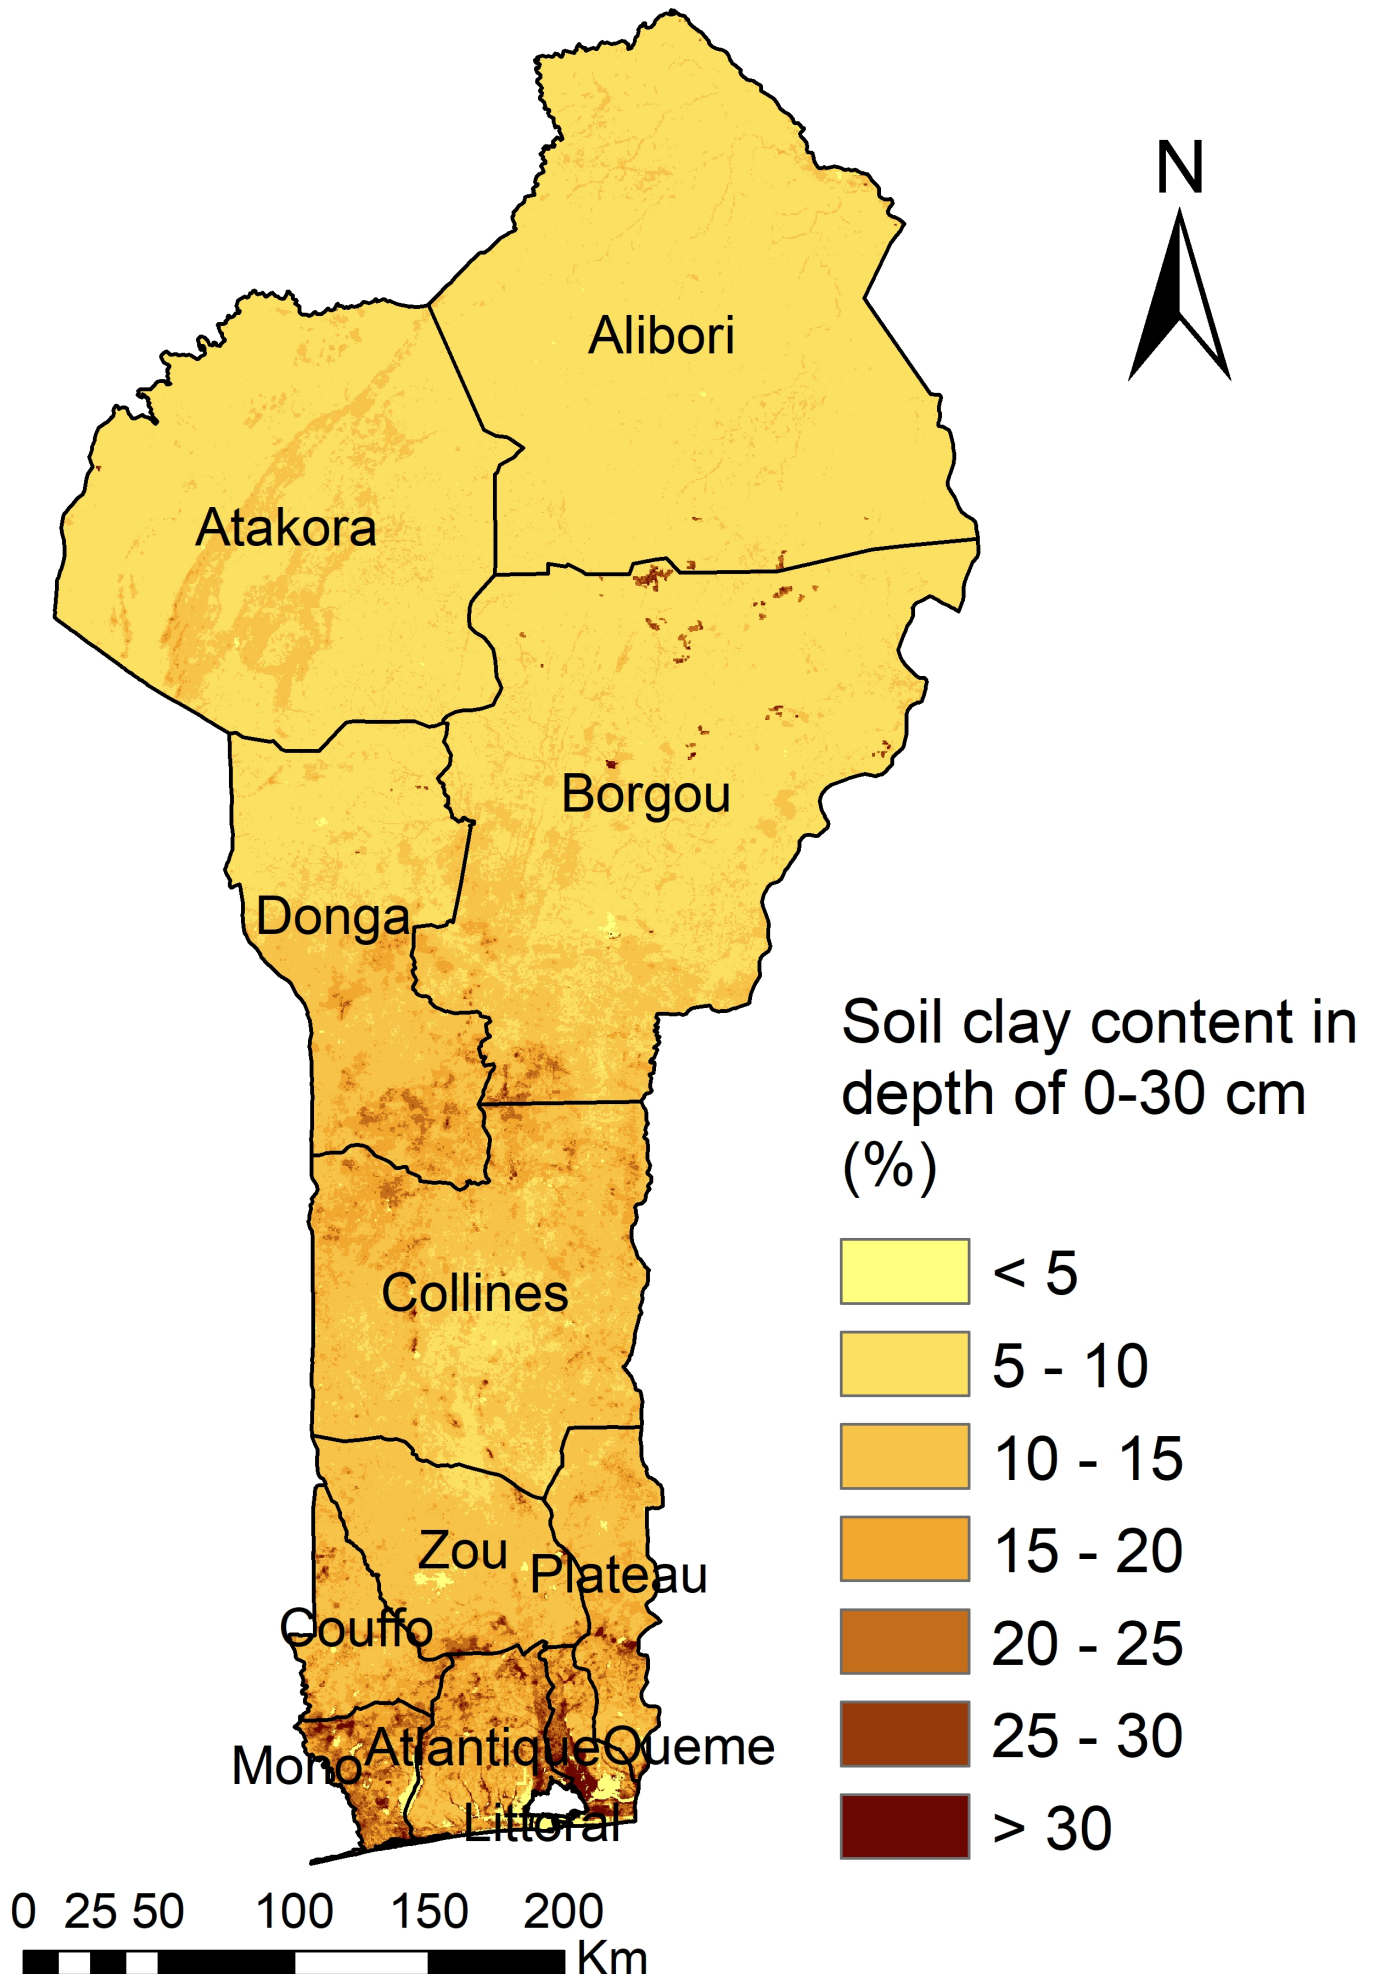 N
Alibori
Atakora
Borgou
Donga
Soil clay content in
depth of 0-30 cm
(%)
< 5
5 - 10
10 - 15
15 - 20
20 - 25
25 - 30
> 30
Collines
Zou
Plateau
Couffo
Mono
Atlantique
Oueme
Littoral
0 25 50 100 150 200
Km